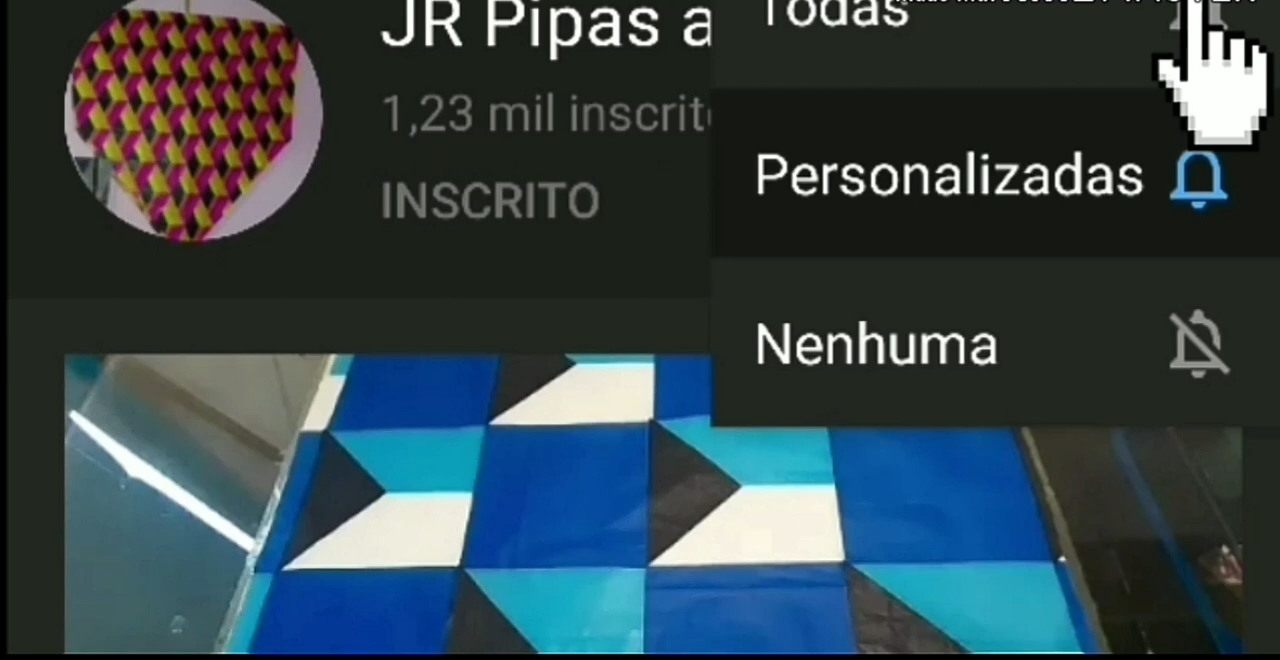 JR Pipas a
Todas
1,23 mil inscrit
Personalizadas
INSCRITO
Nenhuma